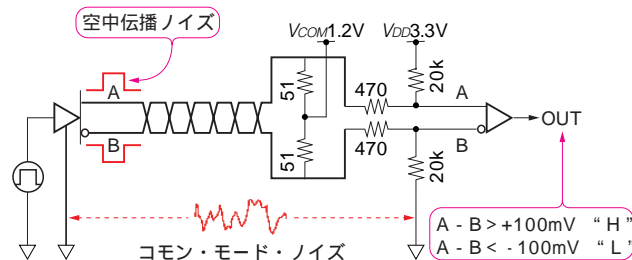 空中伝播ノイズ
VCOM1.2V
VDD3.3V
A
B
51
51
470
470
20k
20k
A
B
OUT
コモン・モード・ノイズ
A - B > +100mV “H”
A - B < -100mV “L”